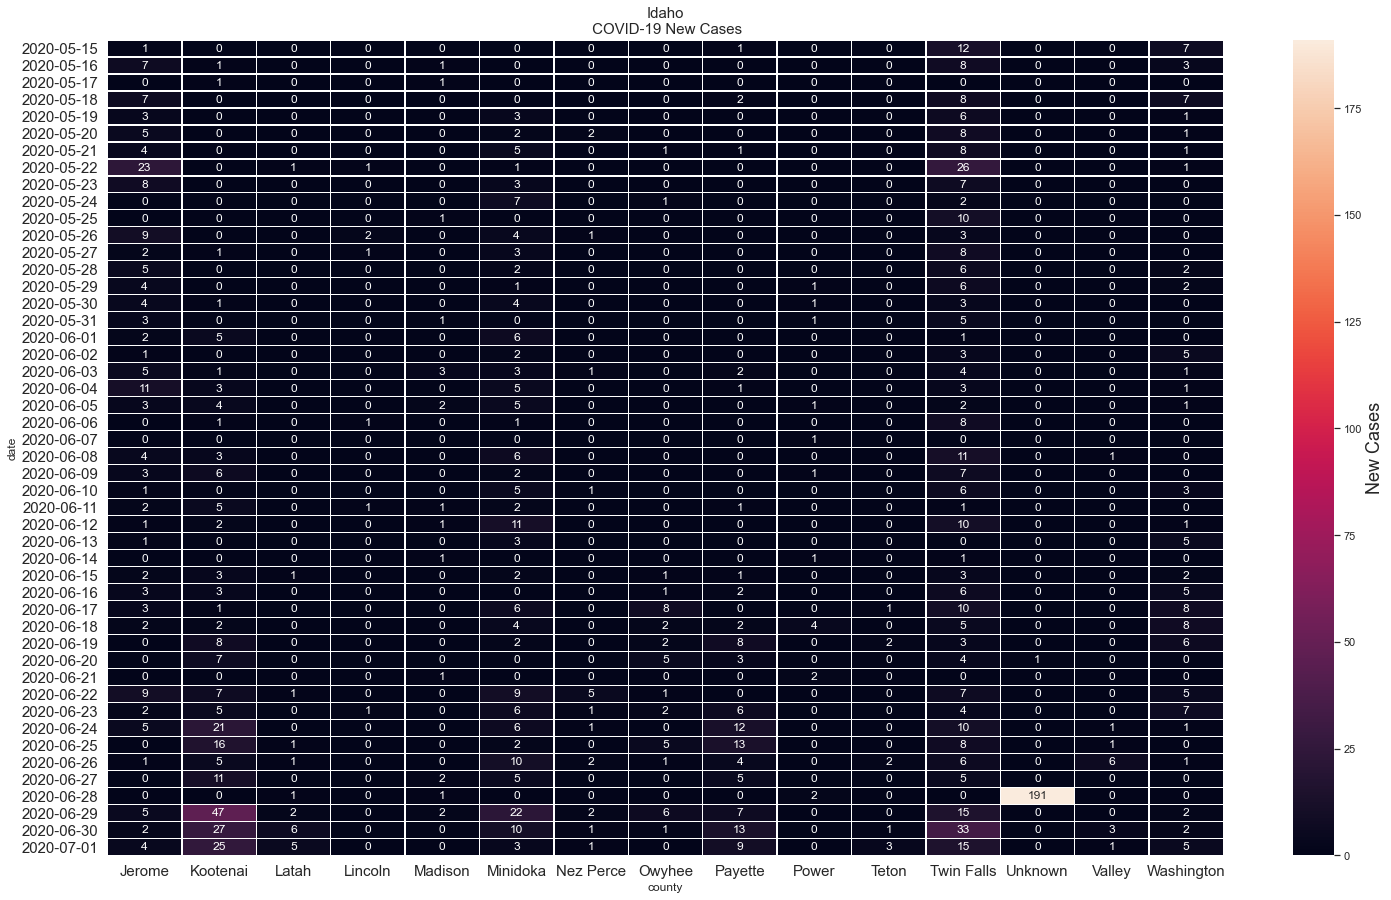 Idaho
COVID-19 New Cases
2020-05-15 1 0 0 0 0 0 0 0 1 0 0 12 0 0 7
2020-05-16 7 1 0 0 1 0 0 0 0 0 0 8 0 0 3
2020-05-17 0 1 0 0 1 0 0 0 0 0 0 0 0 0 0
2020-05-18 7 0 0 0 0 0 0 0 2 0 0 8 0 0 7
2020-05-19 3 0 0 0 0 3 0 0 0 0 0 6 0 0 1
2020-05-20 5 0 0 0 0 2 2 0 0 0 0 8 0 0 1
2020-05-21 4 0 0 0 0 5 0 1 1 0 0 8 0 0 1
2020-05-22 23 0 1 1 0 1 0 0 0 0 0 26 0 0 1
2020-05-23 8 0 0 0 0 3 0 0 0 0 0 7 0 0 0
2020-05-24 0 0 0 0 0 7 0 1 0 0 0 2 0 0 0
2020-05-25 0 0 0 0 1 0 0 0 0 0 0 10 0 0 0
2020-05-26 9 0 0 2 0 4 1 0 0 0 0 3 0 0 0
2020-05-27 2 1 0 1 0 3 0 0 0 0 0 8 0 0 0
2020-05-28 5 0 0 0 0 2 0 0 0 0 0 6 0 0 2
2020-05-29 4 0 0 0 0 1 0 0 0 1 0 6 0 0 2
2020-05-30 4 1 0 0 0 4 0 0 0 1 0 3 0 0 0
2020-05-31 3 0 0 0 1 0 0 0 0 1 0 5 0 0 0
2020-06-01 2 5 0 0 0 6 0 0 0 0 0 1 0 0 0
2020-06-02 1 0 0 0 0 2 0 0 0 0 0 3 0 0 5
2020-06-03 5 1 0 0 3 3 1 0 2 0 0 4 0 0 1
2020-06-04 11 3 0 0 0 5 0 0 1 0 0 3 0 0 1
2020-06-05 3 4 0 0 2 5 0 0 0 1 0 2 0 0 1
2020-06-06 0 1 0 1 0 1 0 0 0 0 0 8 0 0 0
2020-06-07 0 0 0 0 0 0 0 0 0 1 0 0 0 0 0
2020-06-08 4 3 0 0 0 6 0 0 0 0 0 11 0 1 0
2020-06-09 3 6 0 0 0 2 0 0 0 1 0 7 0 0 0
2020-06-10 1 0 0 0 0 5 1 0 0 0 0 6 0 0 3
2020-06-11 2 5 0 1 1 2 0 0 1 0 0 1 0 0 0
2020-06-12 1 2 0 0 1 11 0 0 0 0 0 10 0 0 1
2020-06-13 1 0 0 0 0 3 0 0 0 0 0 0 0 0 5
2020-06-14 0 0 0 0 1 0 0 0 0 1 0 1 0 0 0
2020-06-15 2 3 1 0 0 2 0 1 1 0 0 3 0 0 2
2020-06-16 3 3 0 0 0 0 0 1 2 0 0 6 0 0 5
2020-06-17 3 1 0 0 0 6 0 8 0 0 1 10 0 0 8
2020-06-18 2 2 0 0 0 4 0 2 2 4 0 5 0 0 8
2020-06-19 0 8 0 0 0 2 0 2 8 0 2 3 0 0 6
2020-06-20 0 7 0 0 0 0 0 5 3 0 0 4 1 0 0
2020-06-21 0 0 0 0 1 0 0 0 0 2 0 0 0 0 0
2020-06-22 9 7 1 0 0 9 5 1 0 0 0 7 0 0 5
2020-06-23 2 5 0 1 0 6 1 2 6 0 0 4 0 0 7
2020-06-24 5 21 0 0 0 6 1 0 12 0 0 10 0 1 1
2020-06-25 0 16 1 0 0 2 0 5 13 0 0 8 0 1 0
2020-06-26 1 5 1 0 0 10 2 1 4 0 2 6 0 6 1
2020-06-27 0 11 0 0 2 5 0 0 5 0 0 5 0 0 0
2020-06-28 0 0 1 0 1 0 0 0 0 2 0 0 191 0 0
2020-06-29 5 47 2 0 2 22 2 6 7 0 0 15 0 0 2
2020-06-30 2 27 6 0 0 10 1 1 13 0 1 33 0 3 2
2020-07-01 4 25 5 0 0 3 1 0 9 0 3 15 0 1 5
Jerome Kootenai Latah Lincoln Madison Minidoka Nez Perce Owyhee Payette Power Teton Twin Falls Unknown Valley Washington
county
date
175
150
125
100
75
50
25
0
New Cases